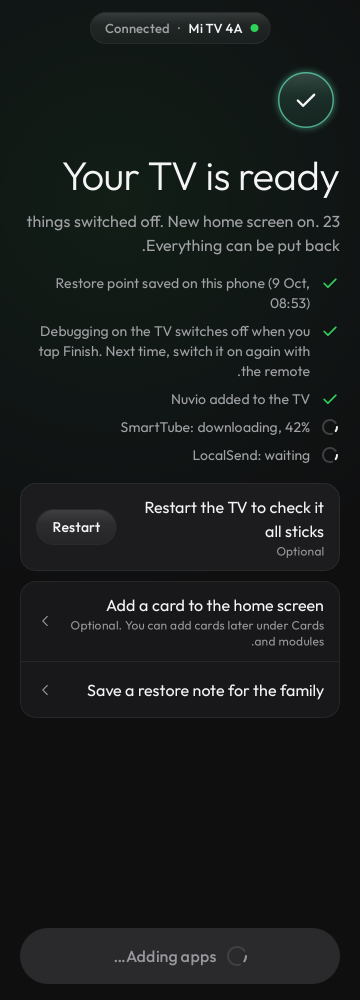 Connected · Mi TV 4A
Your TV is ready
things switched off. New home screen on. 23
.Everything can be put back
Restore point saved on this phone (9 Oct,
08:53)
Debugging on the TV switches off when you
tap Finish. Next time, switch it on again with
.the remote
Nuvio added to the TV
SmartTube: downloading, 42%
LocalSend: waiting
Restart the TV to check it
all sticks
Optional
Restart
Add a card to the home screen
Optional. You can add cards later under Cards
.and modules
Save a restore note for the family
...Adding apps